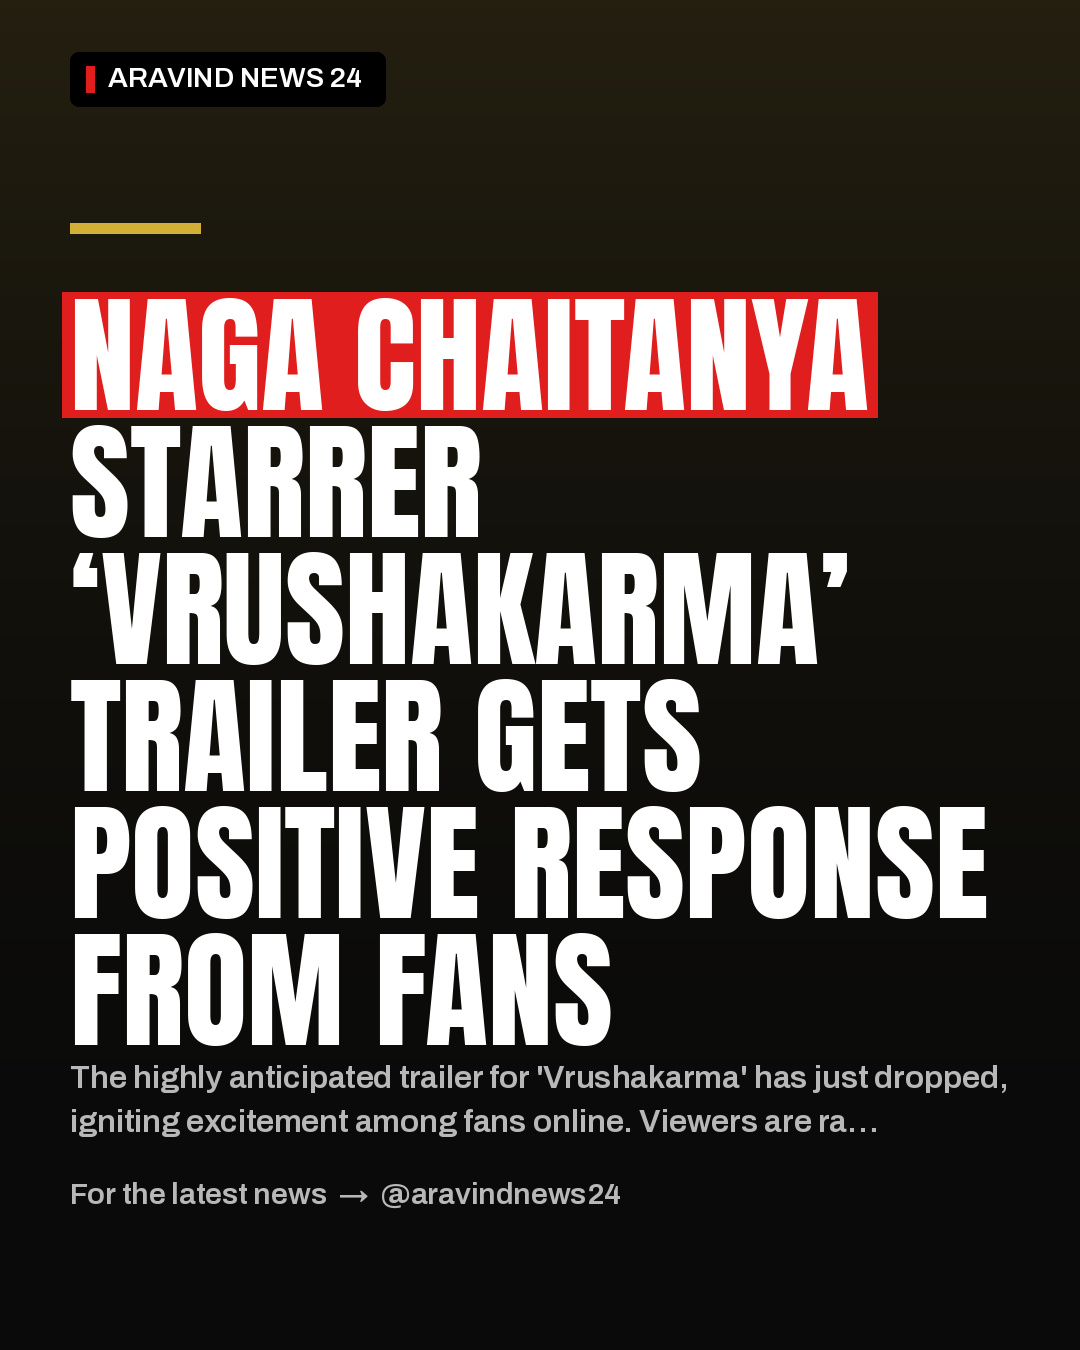 ARAVIND NEWS 24
NAGA CHAITANYA
STARRER
‘VRUSHAKARMA’
TRAILER GETS
POSITIVE RESPONSE
FROM FANS
The highly anticipated trailer for 'Vrushakarma' has just dropped,
igniting excitement among fans online. Viewers are ra...
For the latest news → @aravindnews24